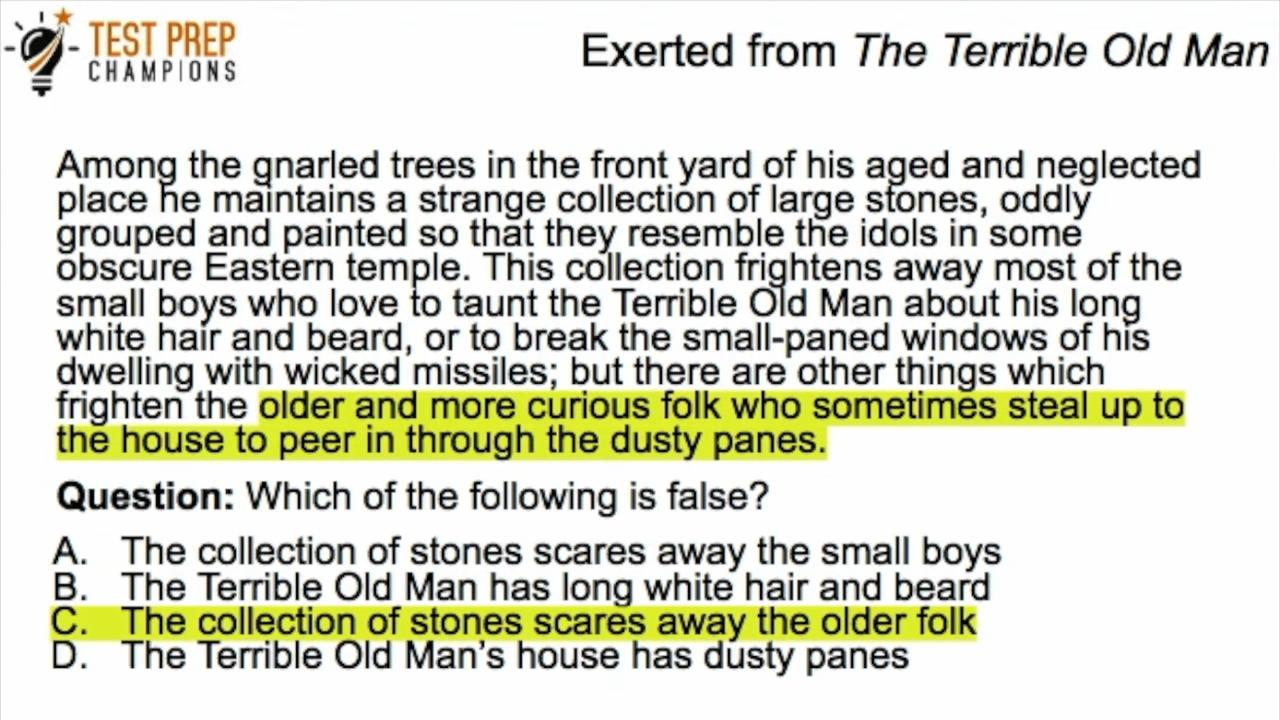 TEST PREP
CHAMPIONS
Exerted from The Terrible Old Man
Among the gnarled trees in the front yard of his aged and neglected
place he maintains a strange collection of large stones, oddly
grouped and painted so that they resemble the idols in some
obscure Eastern temple. This collection frightens away most of the
small boys who love to taunt the Terrible Old Man about his long
white hair and beard, or to break the small-paned windows of his
dwelling with wicked missiles; but there are other things which
frighten the older and more curious folk who sometimes steal up to
the house to peer in through the dusty panes.
Question: Which of the following is false?
A. The collection of stones scares away the small boys
B. The Terrible Old Man has long white hair and beard
C. The collection of stones scares away the older folk
D. The Terrible Old Man's house has dusty panes